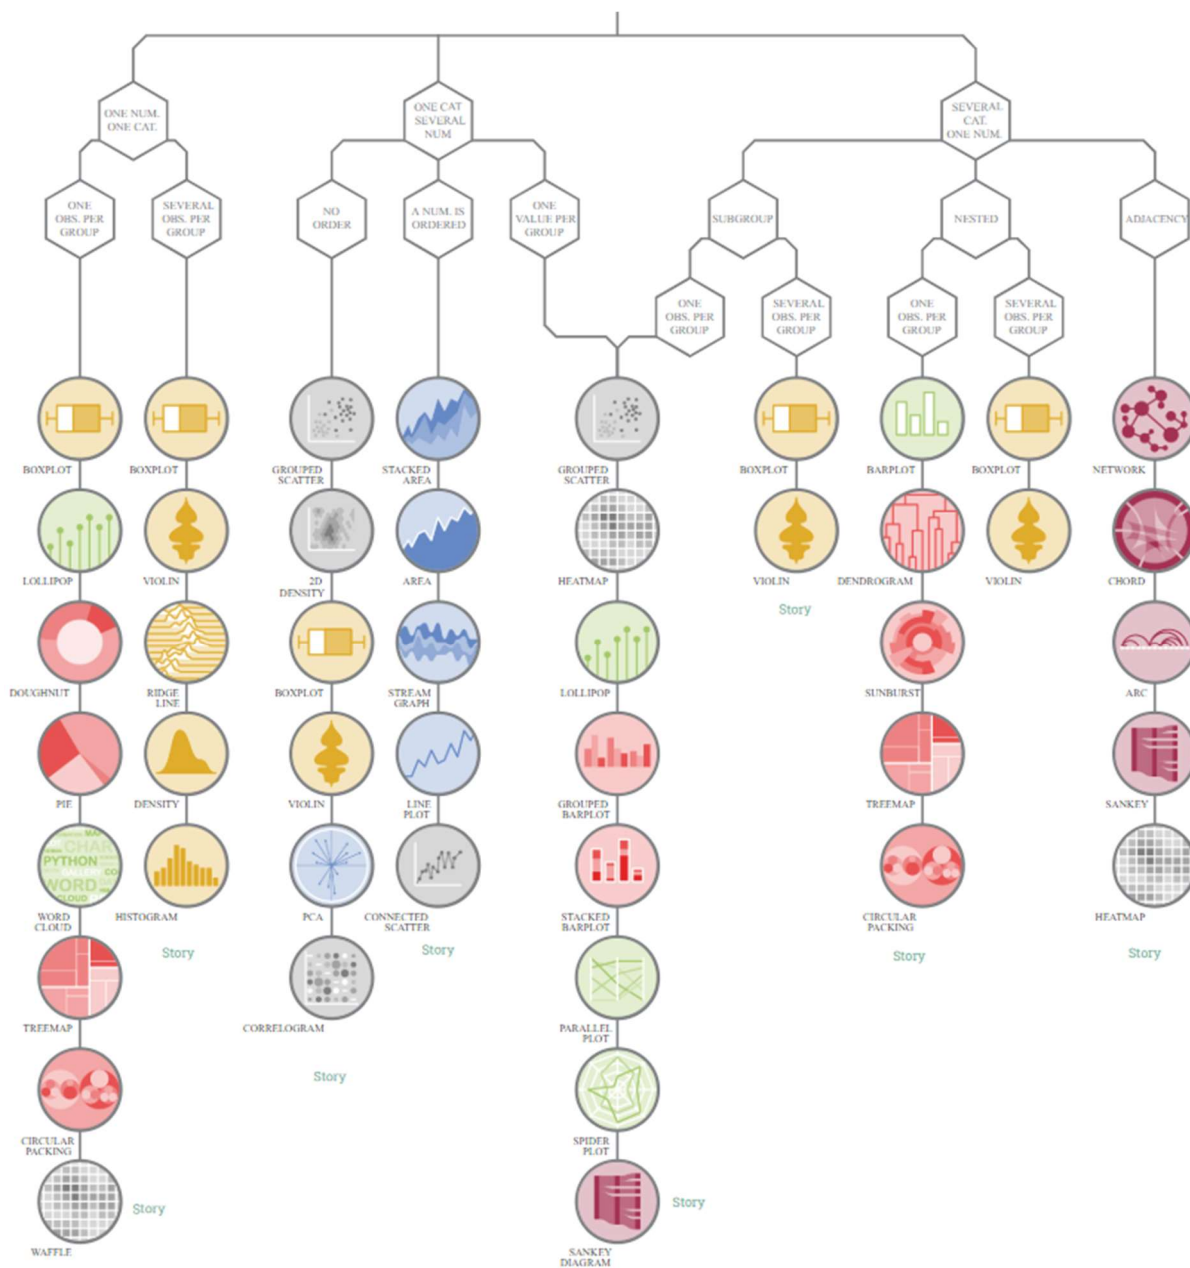 ONE NUM.
ONE CAT.
ONE CAT
SEVERAL
NUM
SEVERAL
CAT.
ONE NUM.
ONE
OBS. PER
GROUP
SEVERAL
OBS. PER
GROUP
NO
ORDER
A NUM. IS
ORDERED
ONE
VALUE PER
GROUP
SUBGROUP
NESTED
ADJACENCY
ONE
OBS. PER
GROUP
SEVERAL
OBS. PER
GROUP
ONE
OBS. PER
GROUP
SEVERAL
OBS. PER
GROUP
BOXPLOT
LOLLIPOP
DOUGHNUT
PIE
MAP
CHAR
PYTHON
GALLERY CO
WORD
CLOUD
WORD
CLOUD
TREEMAP
CIRCULAR
PACKING
WAFFLE
Story
BOXPLOT
VIOLIN
RIDGE
LINE
DENSITY
HISTOGRAM
Story
GROUPED
SCATTER
2D
DENSITY
BOXPLOT
VIOLIN
PCA
CORRELOGRAM
Story
STACKED
AREA
AREA
STREAM
GRAPH
LINE
PLOT
CONNECTED
SCATTER
Story
GROUPED
SCATTER
HEATMAP
LOLLIPOP
GROUPED
BARPLOT
STACKED
BARPLOT
PARALLEL
PLOT
SPIDER
PLOT
SANKEY
DIAGRAM
Story
BOXPLOT
VIOLIN
Story
BARPLOT
DENDROGRAM
SUNBURST
TREEMAP
CIRCULAR
PACKING
Story
BOXPLOT
VIOLIN
NETWORK
CHORD
ARC
SANKEY
HEATMAP
Story